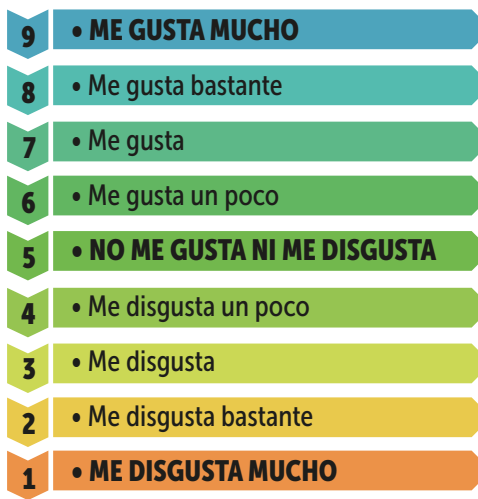 9 • ME GUSTA MUCHO
8 • Me gusta bastante
7 • Me gusta
6 • Me gusta un poco
5 • NO ME GUSTA NI ME DISGUSTA
4 • Me disgusta un poco
3 • Me disgusta
2 • Me disgusta bastante
1 • ME DISGUSTA MUCHO